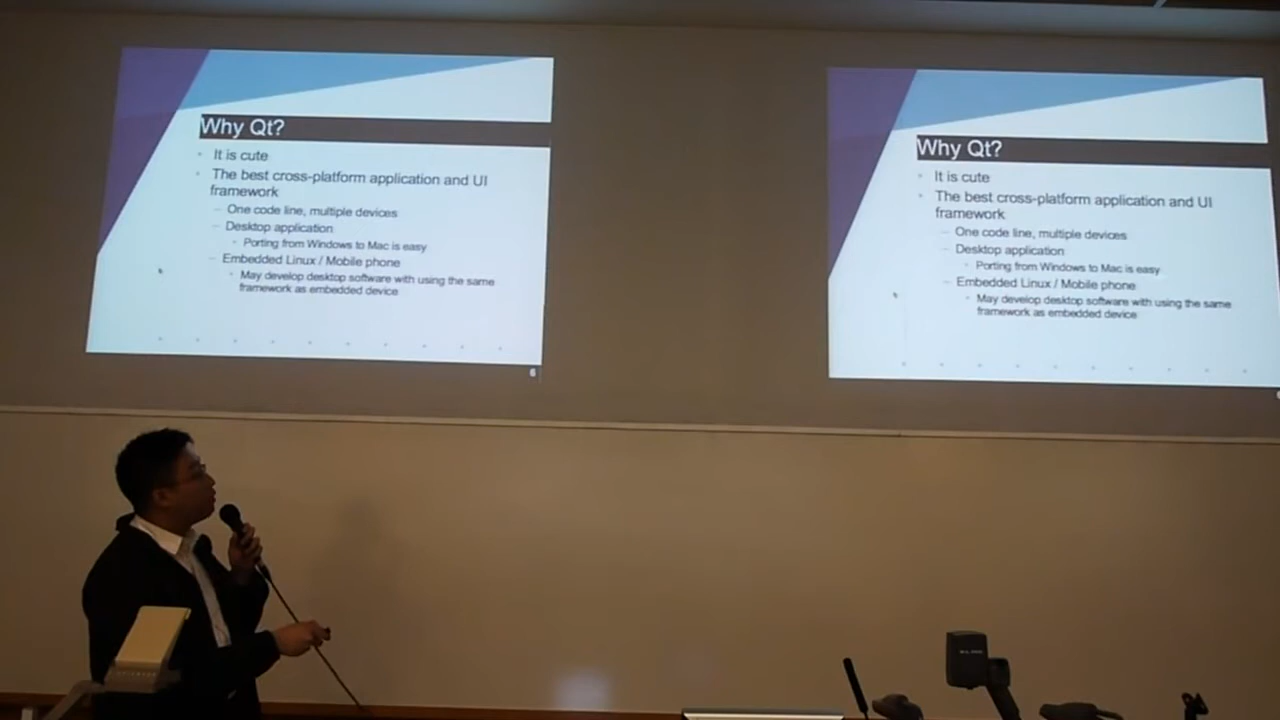 Why Qt?
It is cute
The best cross-platform application and UI
framework
One code line, multiple devices
Desktop application
Porting from Windows to Mac is easy
Embedded Linux / Mobile phone
May develop desktop software with using the same
framework as embedded device
6
Why Qt?
It is cute
The best cross-platform application and UI
framework
One code line, multiple devices
Desktop application
Porting from Windows to Mac is easy
Embedded Linux / Mobile phone
May develop desktop software with using the same
framework as embedded device